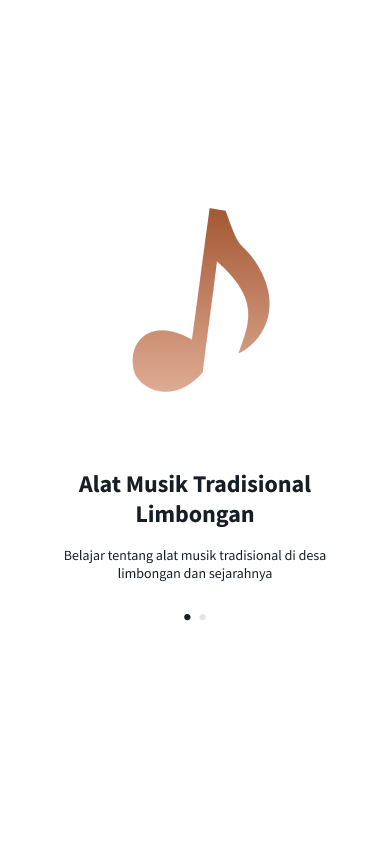 Alat Musik Tradisional
Limbongan
Belajar tentang alat musik tradisional di desa
limbongan dan sejarahnya